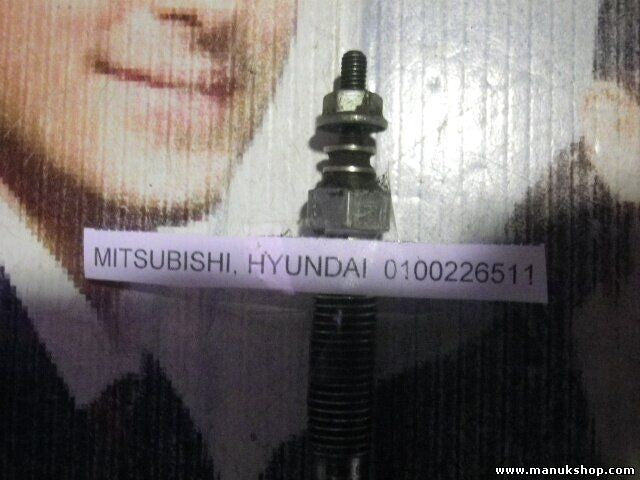 MITSUBISHI, HYUNDAI 0100226511
www.manukshop.com